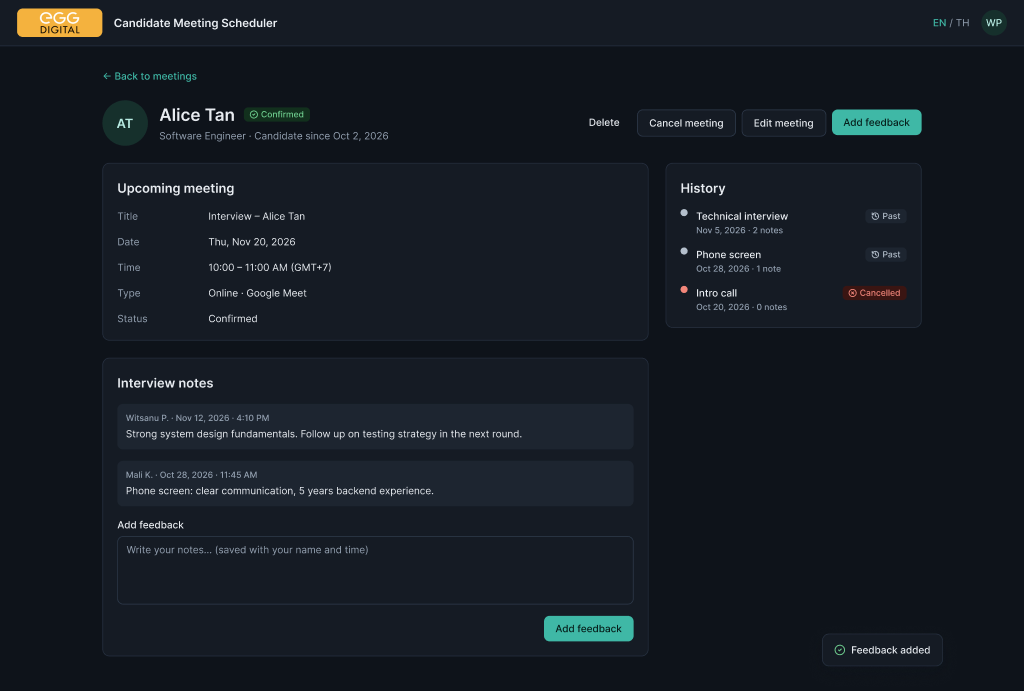 egg
DIGITAL
Candidate Meeting Scheduler
EN / TH
WP
← Back to meetings
AT
Alice Tan
Confirmed
Software Engineer · Candidate since Oct 2, 2026
Delete
Cancel meeting
Edit meeting
Add feedback
Upcoming meeting
Title Interview – Alice Tan
Date Thu, Nov 20, 2026
Time 10:00 – 11:00 AM (GMT+7)
Type Online · Google Meet
Status Confirmed
History
Technical interview Past
Nov 5, 2026 · 2 notes
Phone screen Past
Oct 28, 2026 · 1 note
Intro call Cancelled
Oct 20, 2026 · 0 notes
Interview notes
Witsanu P. · Nov 12, 2026 · 4:10 PM
Strong system design fundamentals. Follow up on testing strategy in the next round.
Mali K. · Oct 28, 2026 · 11:45 AM
Phone screen: clear communication, 5 years backend experience.
Add feedback
Write your notes... (saved with your name and time)
Add feedback
Feedback added